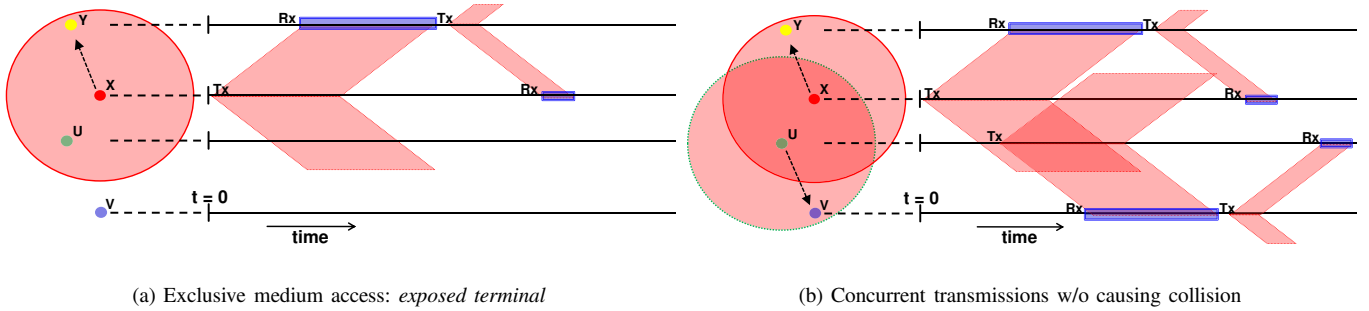 Y
X
U
V
t = 0
time
Tx
Rx
Tx
Rx
(a) Exclusive medium access: exposed terminal
Y
X
U
V
t = 0
time
Tx
Rx
Tx
Rx
Tx
Rx
Rx
Tx
(b) Concurrent transmissions w/o causing collision